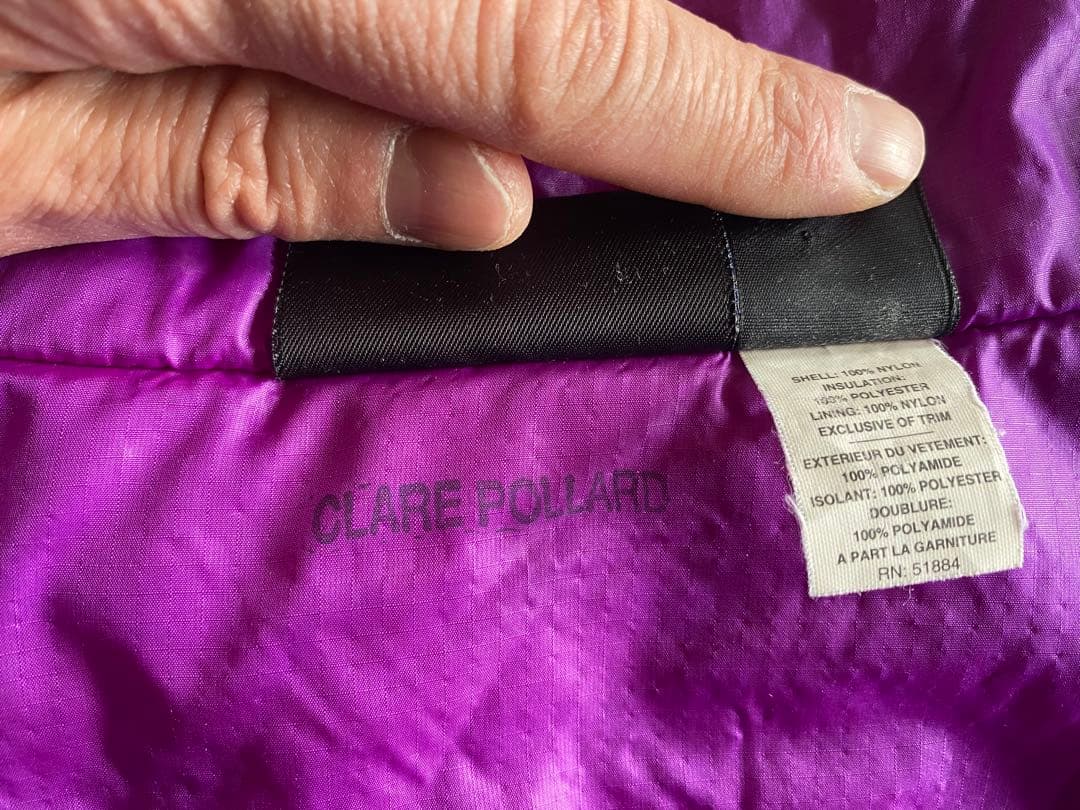 CLARE POLLARD
SHELL: 100% NYLON
INSULATION:
100% POLYESTER
LINING: 100% NYLON
EXCLUSIVE OF TRIM
EXTERIEUR DU VETEMENT:
100% POLYAMIDE
ISOLANT: 100% POLYESTER
DOUBLURE:
100% POLYAMIDE
A PART LA GARNITURE
RN: 51884